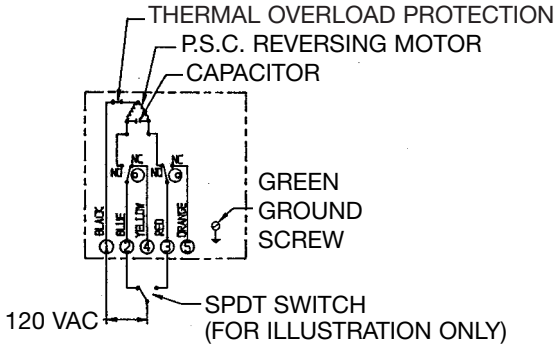 THERMAL OVERLOAD PROTECTION
P.S.C. REVERSING MOTOR
CAPACITOR
NC
NC
NO
NO
BLACK
BLUE
YELLOW
RED
ORANGE
1 2 4 3 5
GREEN
GROUND
SCREW
SPDT SWITCH
(FOR ILLUSTRATION ONLY)
120 VAC